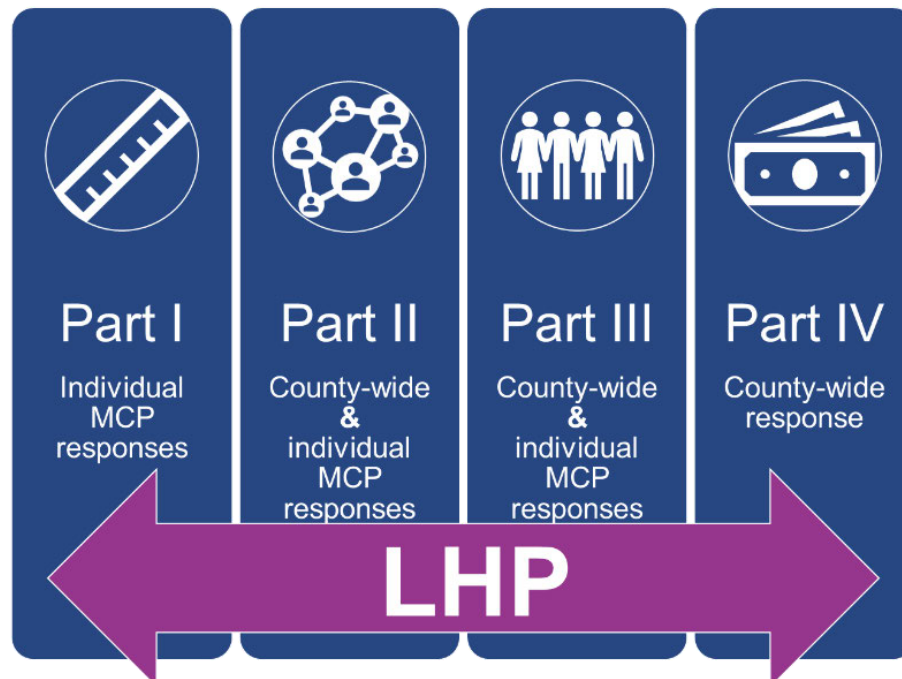 Part I
Individual
MCP
responses
Part II
County-wide
&
individual
MCP
responses
Part III
County-wide
&
individual
MCP
responses
Part IV
County-wide
response
LHP